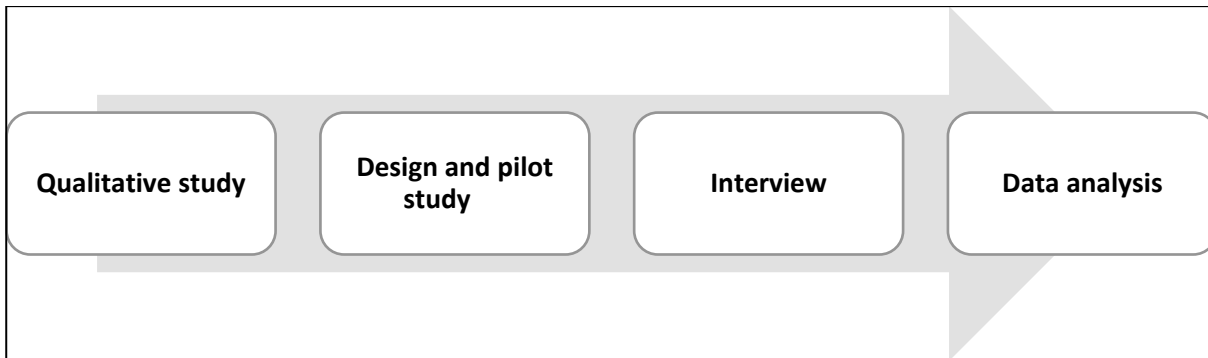 Qualitative study
Design and pilot
study
Interview
Data analysis